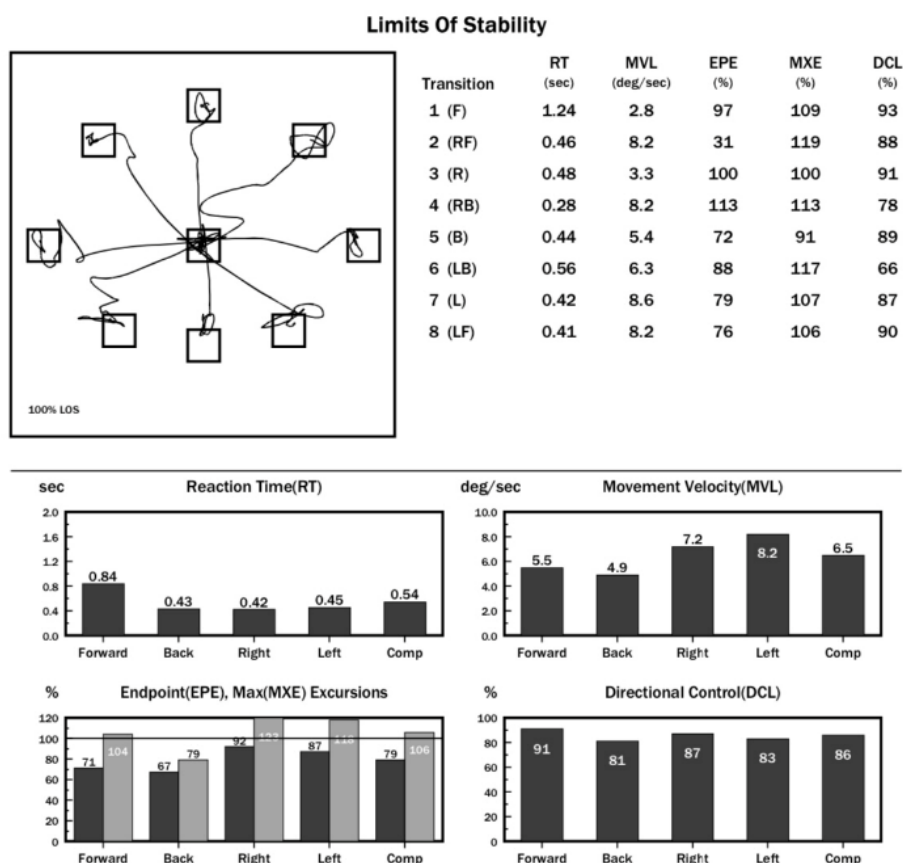 Limits Of Stability
RT MVL EPE MXE DCL
Transition (sec) (deg/sec) (%) (%) (%)
1 (F) 1.24 2.8 97 109 93
2 (RF) 0.46 8.2 31 119 88
3 (R) 0.48 3.3 100 100 91
4 (RB) 0.28 8.2 113 113 78
5 (B) 0.44 5.4 72 91 89
6 (LB) 0.56 6.3 88 117 66
7 (L) 0.42 8.6 79 107 87
8 (LF) 0.41 8.2 76 106 90
100% LOS
sec Reaction Time(RT)
2.0
1.6
1.2
0.8
0.4
0.0
0.84 0.43 0.42 0.45 0.54
Forward Back Right Left Comp
deg/sec Movement Velocity(MVL)
10.0
8.0
6.0
4.0
2.0
0.0
5.5 4.9 7.2 8.2 6.5
Forward Back Right Left Comp
% Endpoint(EPE), Max(MXE) Excursions
120
100
80
60
40
20
0
71 104 67 79 92 87 79 106
Forward Back Right Left Comp
% Directional Control(DCL)
100
80
60
40
20
0
91 81 87 83 86
Forward Back Right Left Comp